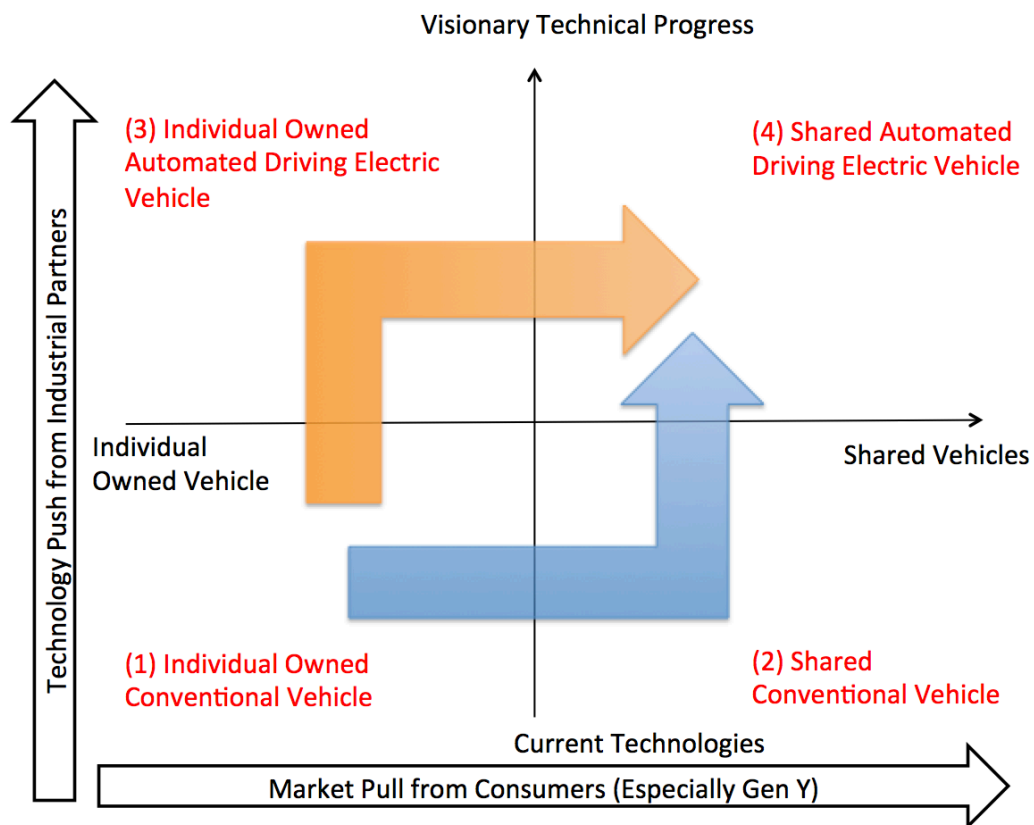 Visionary Technical Progress
(3) Individual Owned
Automated Driving Electric
Vehicle
(4) Shared Automated
Driving Electric Vehicle
Technology Push from Industrial Partners
Individual
Owned Vehicle
Shared Vehicles
(1) Individual Owned
Conventional Vehicle
(2) Shared
Conventional Vehicle
Current Technologies
Market Pull from Consumers (Especially Gen Y)